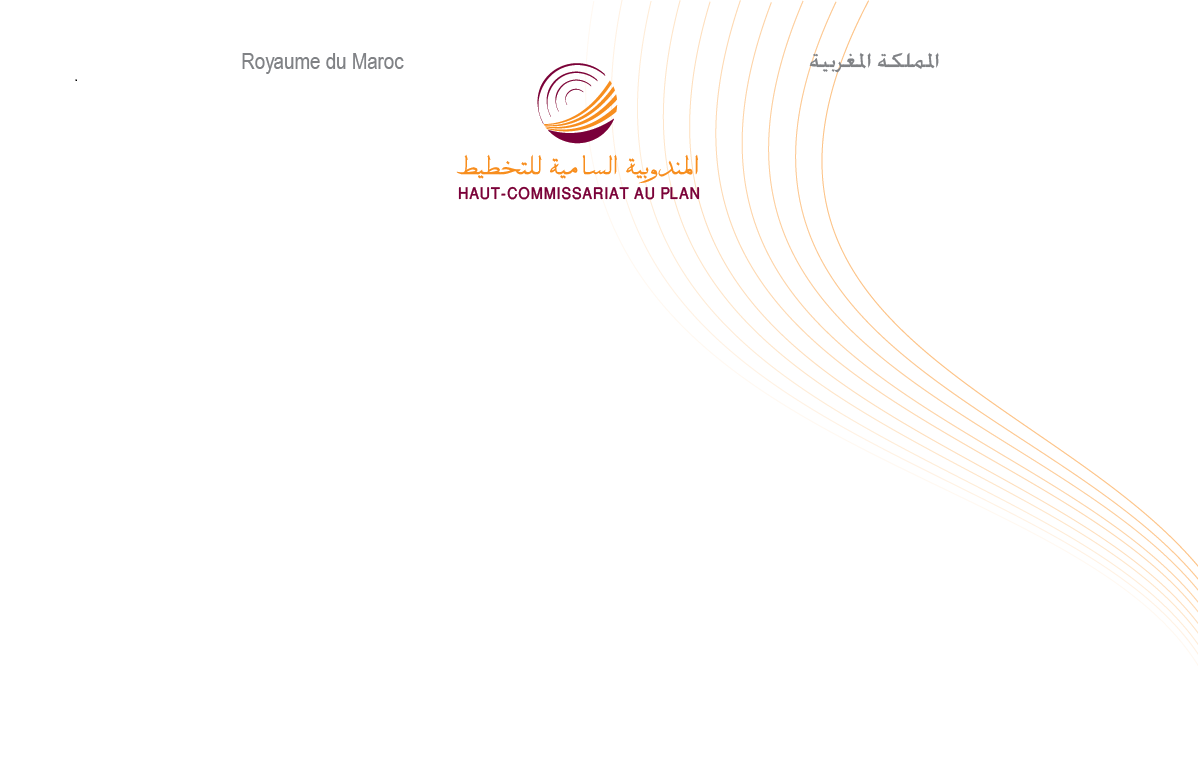 Royaume du Maroc
المملكة المغربية
المندوبية السامية للتخطيط
HAUT-COMMISSARIAT AU PLAN